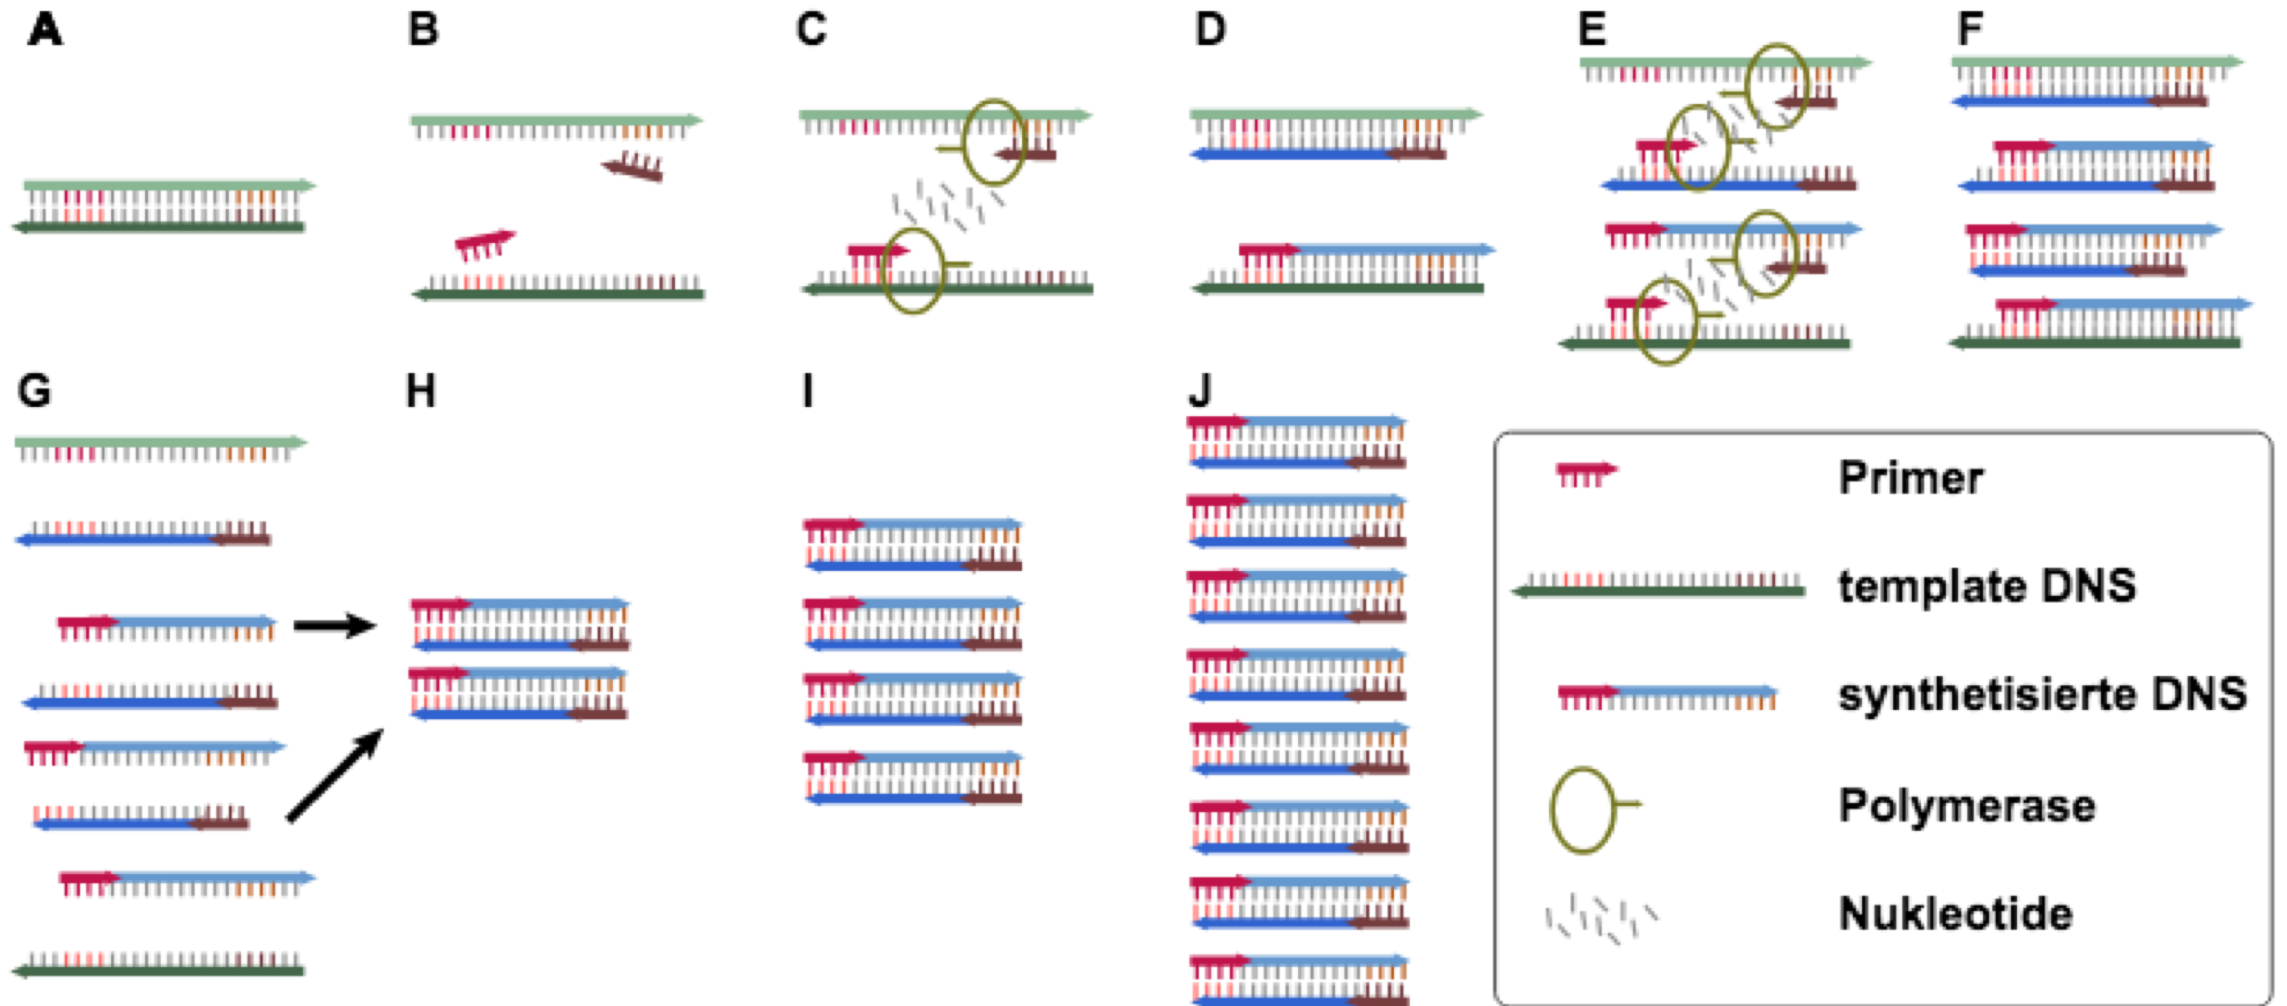 A
B
C
D
E
F
G
H
I
J
Primer
template DNS
synthetisierte DNS
Polymerase
Nukleotide